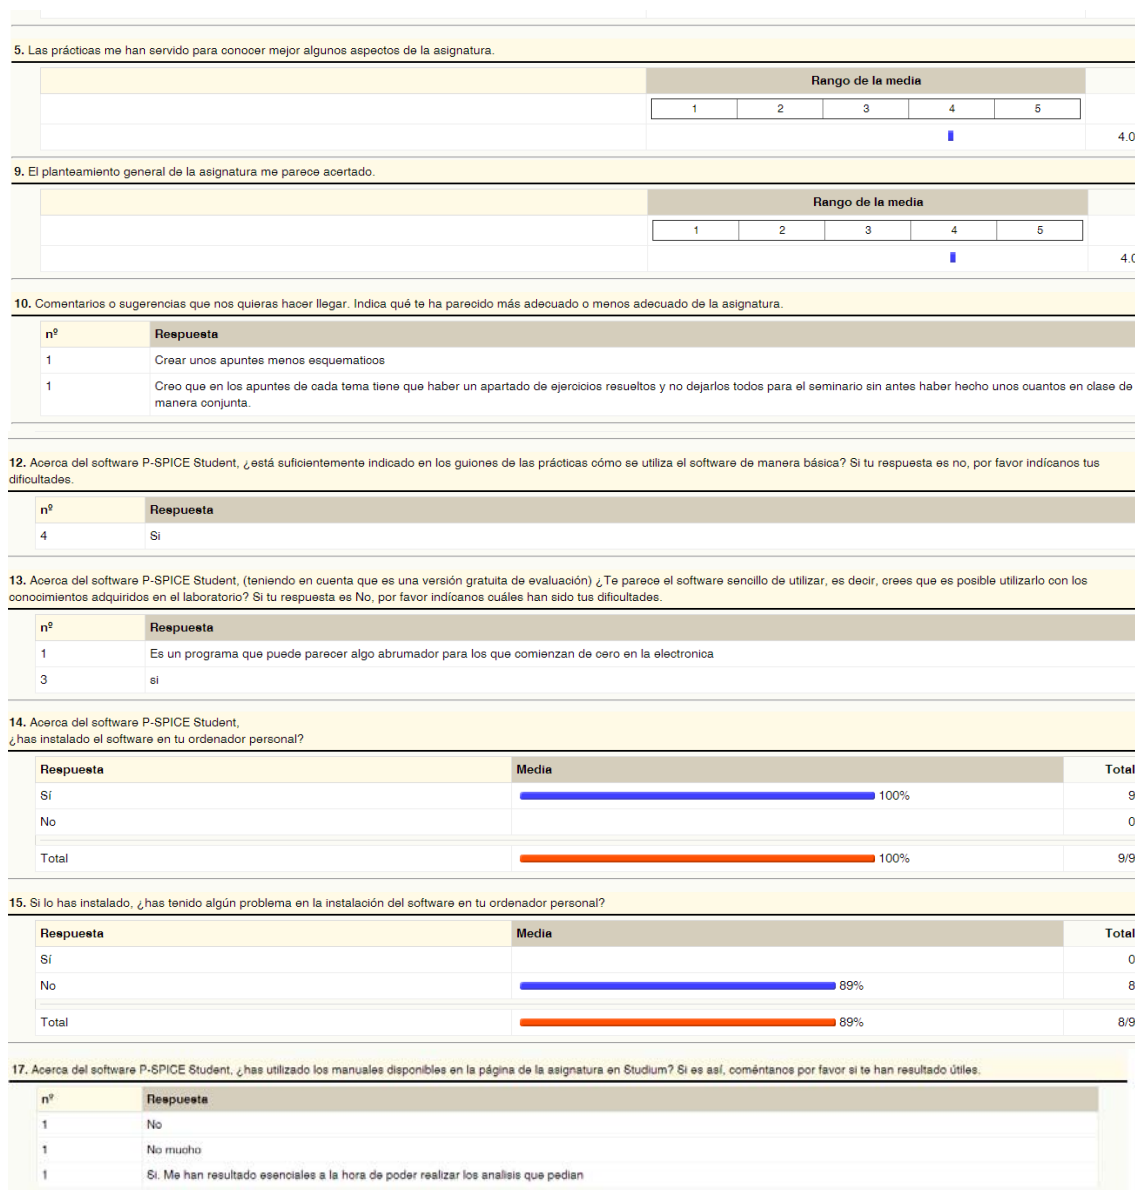 5. Las prácticas me han servido para conocer mejor algunos aspectos de la asignatura.
Rango de la media
1 2 3 4 5
4.0
9. El planteamiento general de la asignatura me parece acertado.
Rango de la media
1 2 3 4 5
4.0
10. Comentarios o sugerencias que nos quieras hacer llegar. Indica qué te ha parecido más adecuado o menos adecuado de la asignatura.
nº Respuesta
1 Crear unos apuntes menos esquematicos
1 Creo que en los apuntes de cada tema tiene que haber un apartado de ejercicios resueltos y no dejarlos todos para el seminario sin antes haber hecho unos cuantos en clase de
manera conjunta.
12. Acerca del software P-SPICE Student, ¿está suficientemente indicado en los guiones de las prácticas cómo se utiliza el software de manera básica? Si tu respuesta es no, por favor indícanos tus
dificultades.
nº Respuesta
4 Si
13. Acerca del software P-SPICE Student, (teniendo en cuenta que es una versión gratuita de evaluación) ¿Te parece el software sencillo de utilizar, es decir, crees que es posible utilizarlo con los
conocimientos adquiridos en el laboratorio? Si tu respuesta es No, por favor indícanos cuáles han sido tus dificultades.
nº Respuesta
1 Es un programa que puede parecer algo abrumador para los que comienzan de cero en la electronica
3 si
14. Acerca del software P-SPICE Student,
¿has instalado el software en tu ordenador personal?
Respuesta Media Total
Sí 100% 9
No 0
Total 100% 9/9
15. Si lo has instalado, ¿has tenido algún problema en la instalación del software en tu ordenador personal?
Respuesta Media Total
Sí 0
No 89% 8
Total 89% 8/9
17. Acerca del software P-SPICE Student, ¿has utilizado los manuales disponibles en la página de la asignatura en Studium? Si es así, coméntanos por favor si te han resultado útiles.
nº Respuesta
1 No
1 No mucho
1 Si. Me han resultado esenciales a la hora de poder realizar los analisis que pedian